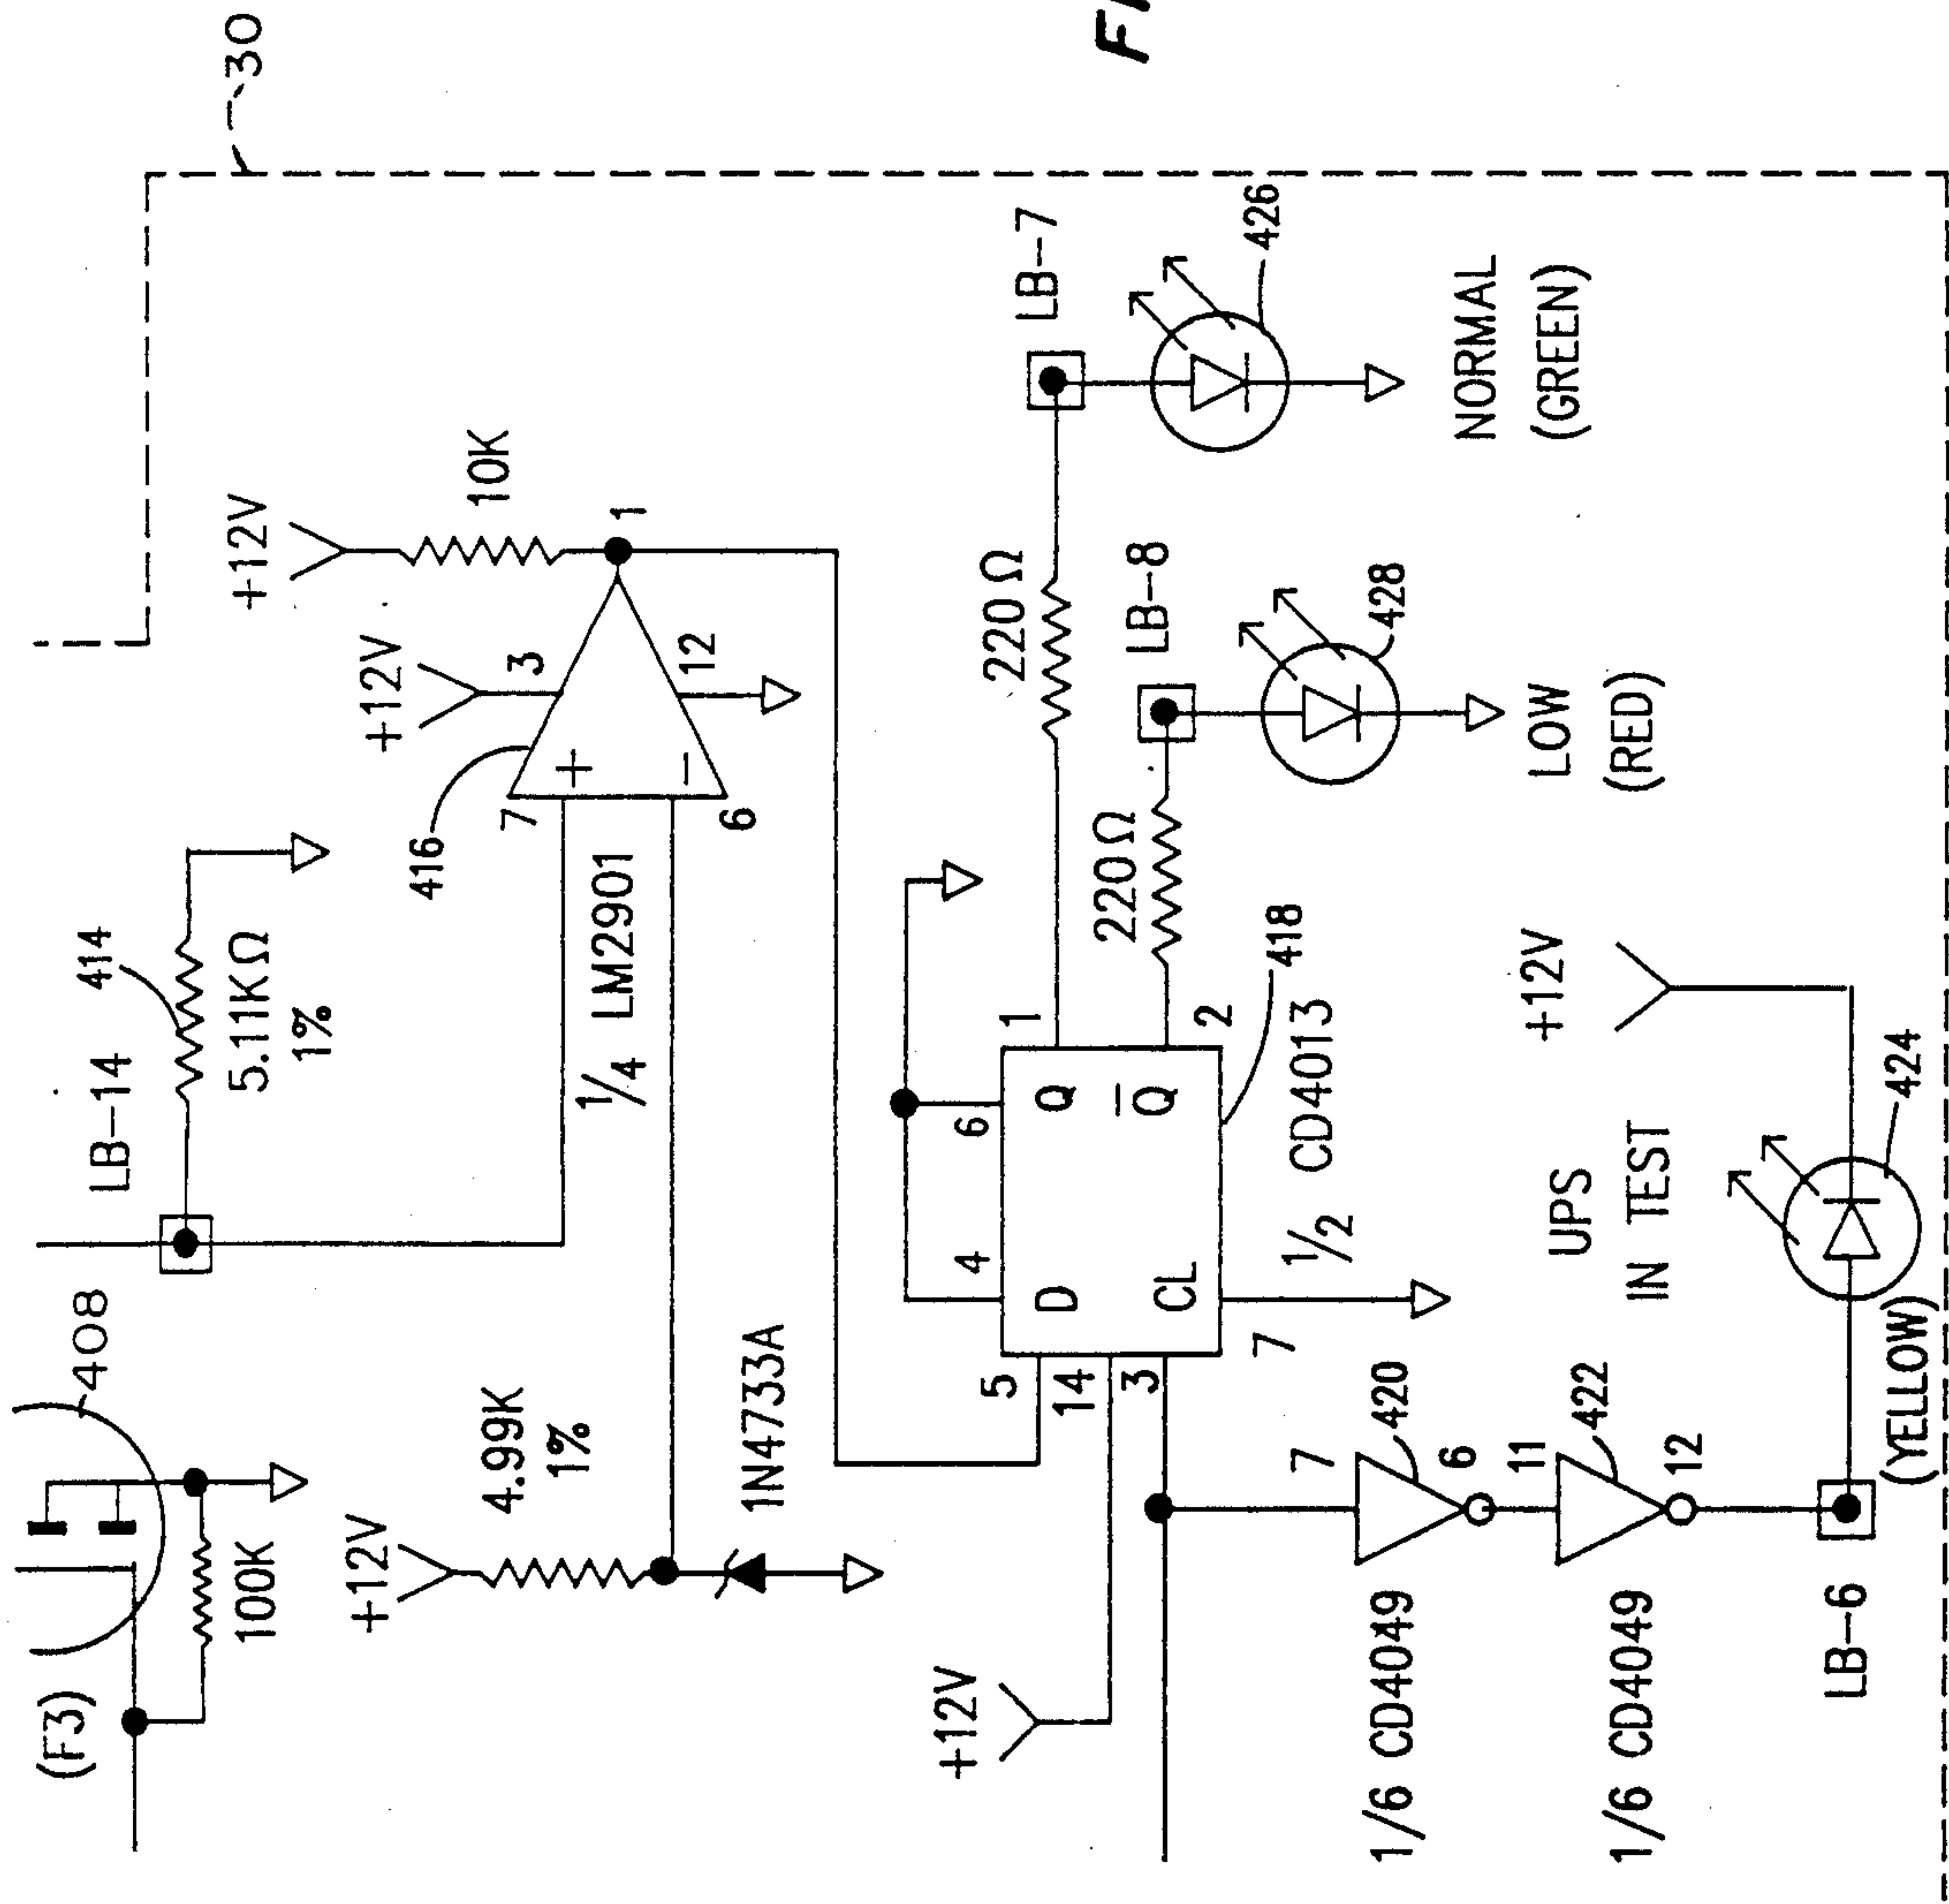 30
FI
(F3)
408
100K
LB-14
414
5.11KΩ
1%
+12V
10K
+12V
3
416
7
+
-
6
12
1
1/4
LM2901
+12V
4.99K
1%
1N4733A
+12V
5
14
3
4
6
D
Q
CL
Q̅
1
2
7
1/2
CD4013
418
220Ω
LB-7
426
NORMAL
(GREEN)
220Ω
LB-8
428
LOW
(RED)
7
420
6
1/6 CD4049
11
422
12
1/6 CD4049
LB-6
UPS
IN TEST
+12V
424
(YELLOW)